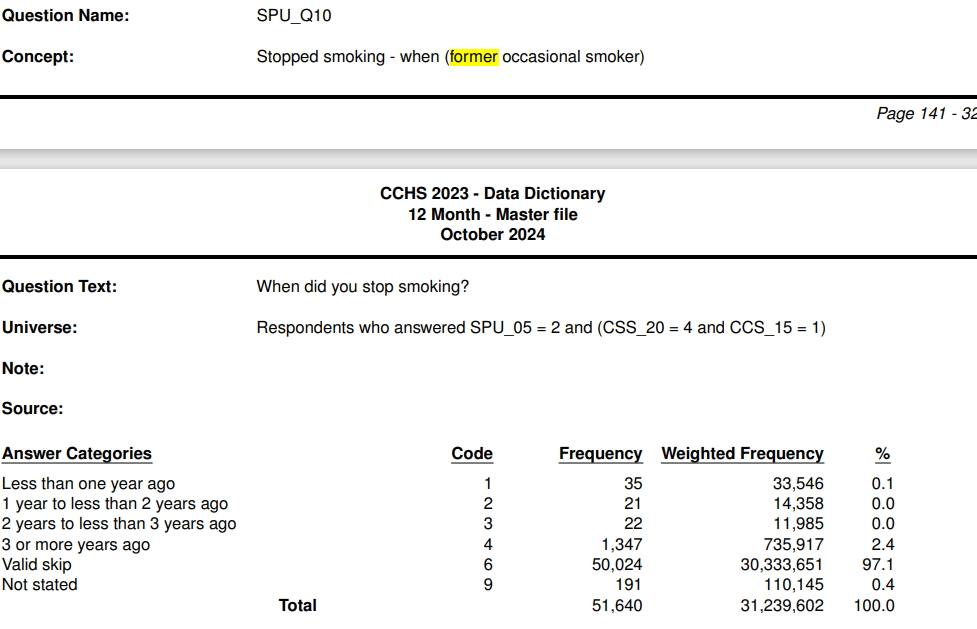 Question Name: SPU_Q10
Concept: Stopped smoking - when (former occasional smoker)
Page 141 - 32
CCHS 2023 - Data Dictionary
12 Month - Master file
October 2024
Question Text: When did you stop smoking?
Universe: Respondents who answered SPU_05 = 2 and (CSS_20 = 4 and CCS_15 = 1)
Note:
Source:
Answer Categories Code Frequency Weighted Frequency %
Less than one year ago 1 35 33,546 0.1
1 year to less than 2 years ago 2 21 14,358 0.0
2 years to less than 3 years ago 3 22 11,985 0.0
3 or more years ago 4 1,347 735,917 2.4
Valid skip 6 50,024 30,333,651 97.1
Not stated 9 191 110,145 0.4
Total 51,640 31,239,602 100.0